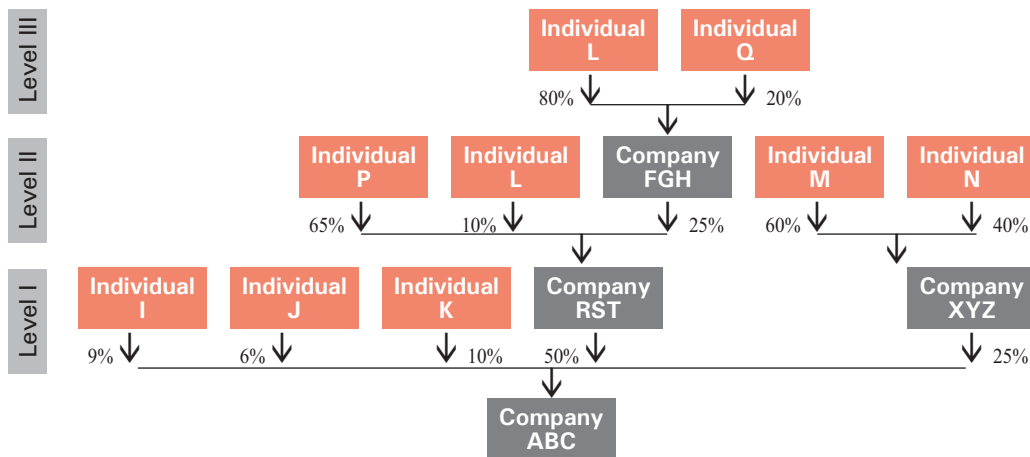 Level III
Individual
L
Individual
Q
80%
20%
Level II
Individual
P
Individual
L
Company
FGH
Individual
M
Individual
N
65%
10%
25%
60%
40%
Level I
Individual
I
Individual
J
Individual
K
Company
RST
Company
XYZ
9%
6%
10%
50%
25%
Company
ABC